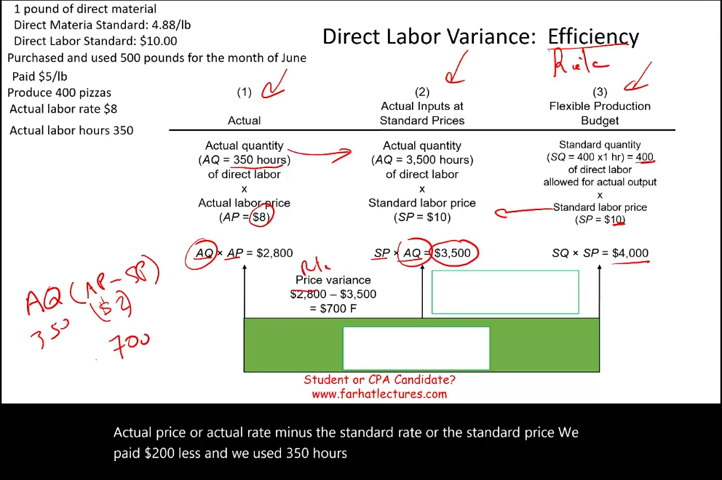 1 pound of direct material
Direct Materia Standard: 4.88/lb
Direct Labor Standard: $10.00
Purchased and used 500 pounds for the month of June
Paid $5/lb
Produce 400 pizzas
Actual labor rate $8
Actual labor hours 350
Direct Labor Variance: Efficiency
Rate
(1)
Actual
Actual quantity
(AQ = 350 hours)
of direct labor
x
Actual labor price
(AP = $8)
AQ × AP = $2,800
(2)
Actual Inputs at
Standard Prices
Actual quantity
(AQ = 3,500 hours)
of direct labor
x
Standard labor price
(SP = $10)
SP × AQ = $3,500
(3)
Flexible Production
Budget
Standard quantity
(SQ = 400 x1 hr) = 400
of direct labor
allowed for actual output
x
Standard labor price
(SP = $10)
SQ × SP = $4,000
Rate
Price variance
$2,800 – $3,500
= $700 F
AQ (AP - SP)
350 ($2)
700
Student or CPA Candidate?
www.farhatlectures.com
Actual price or actual rate minus the standard rate or the standard price We
paid $200 less and we used 350 hours